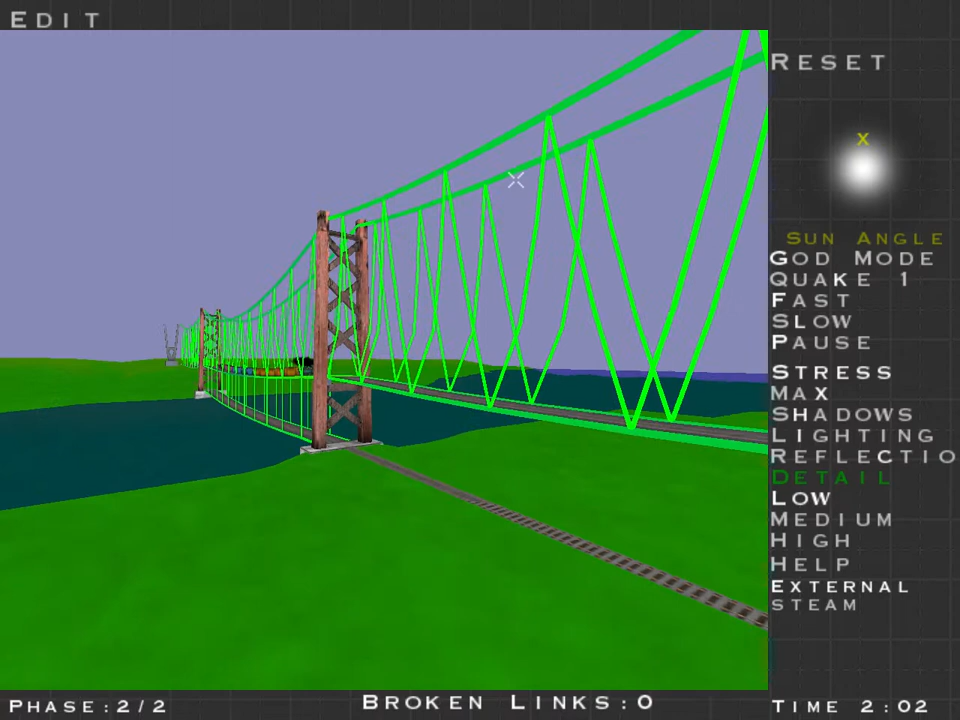 EDIT
RESET
X
SUN ANGLE
GOD MODE
QUAKE 1
FAST
SLOW
PAUSE
STRESS
MAX
SHADOWS
LIGHTING
REFLECTIO
DETAIL
LOW
MEDIUM
HIGH
HELP
EXTERNAL
STEAM
PHASE:2/2
BROKEN LINKS:0
TIME 2:02